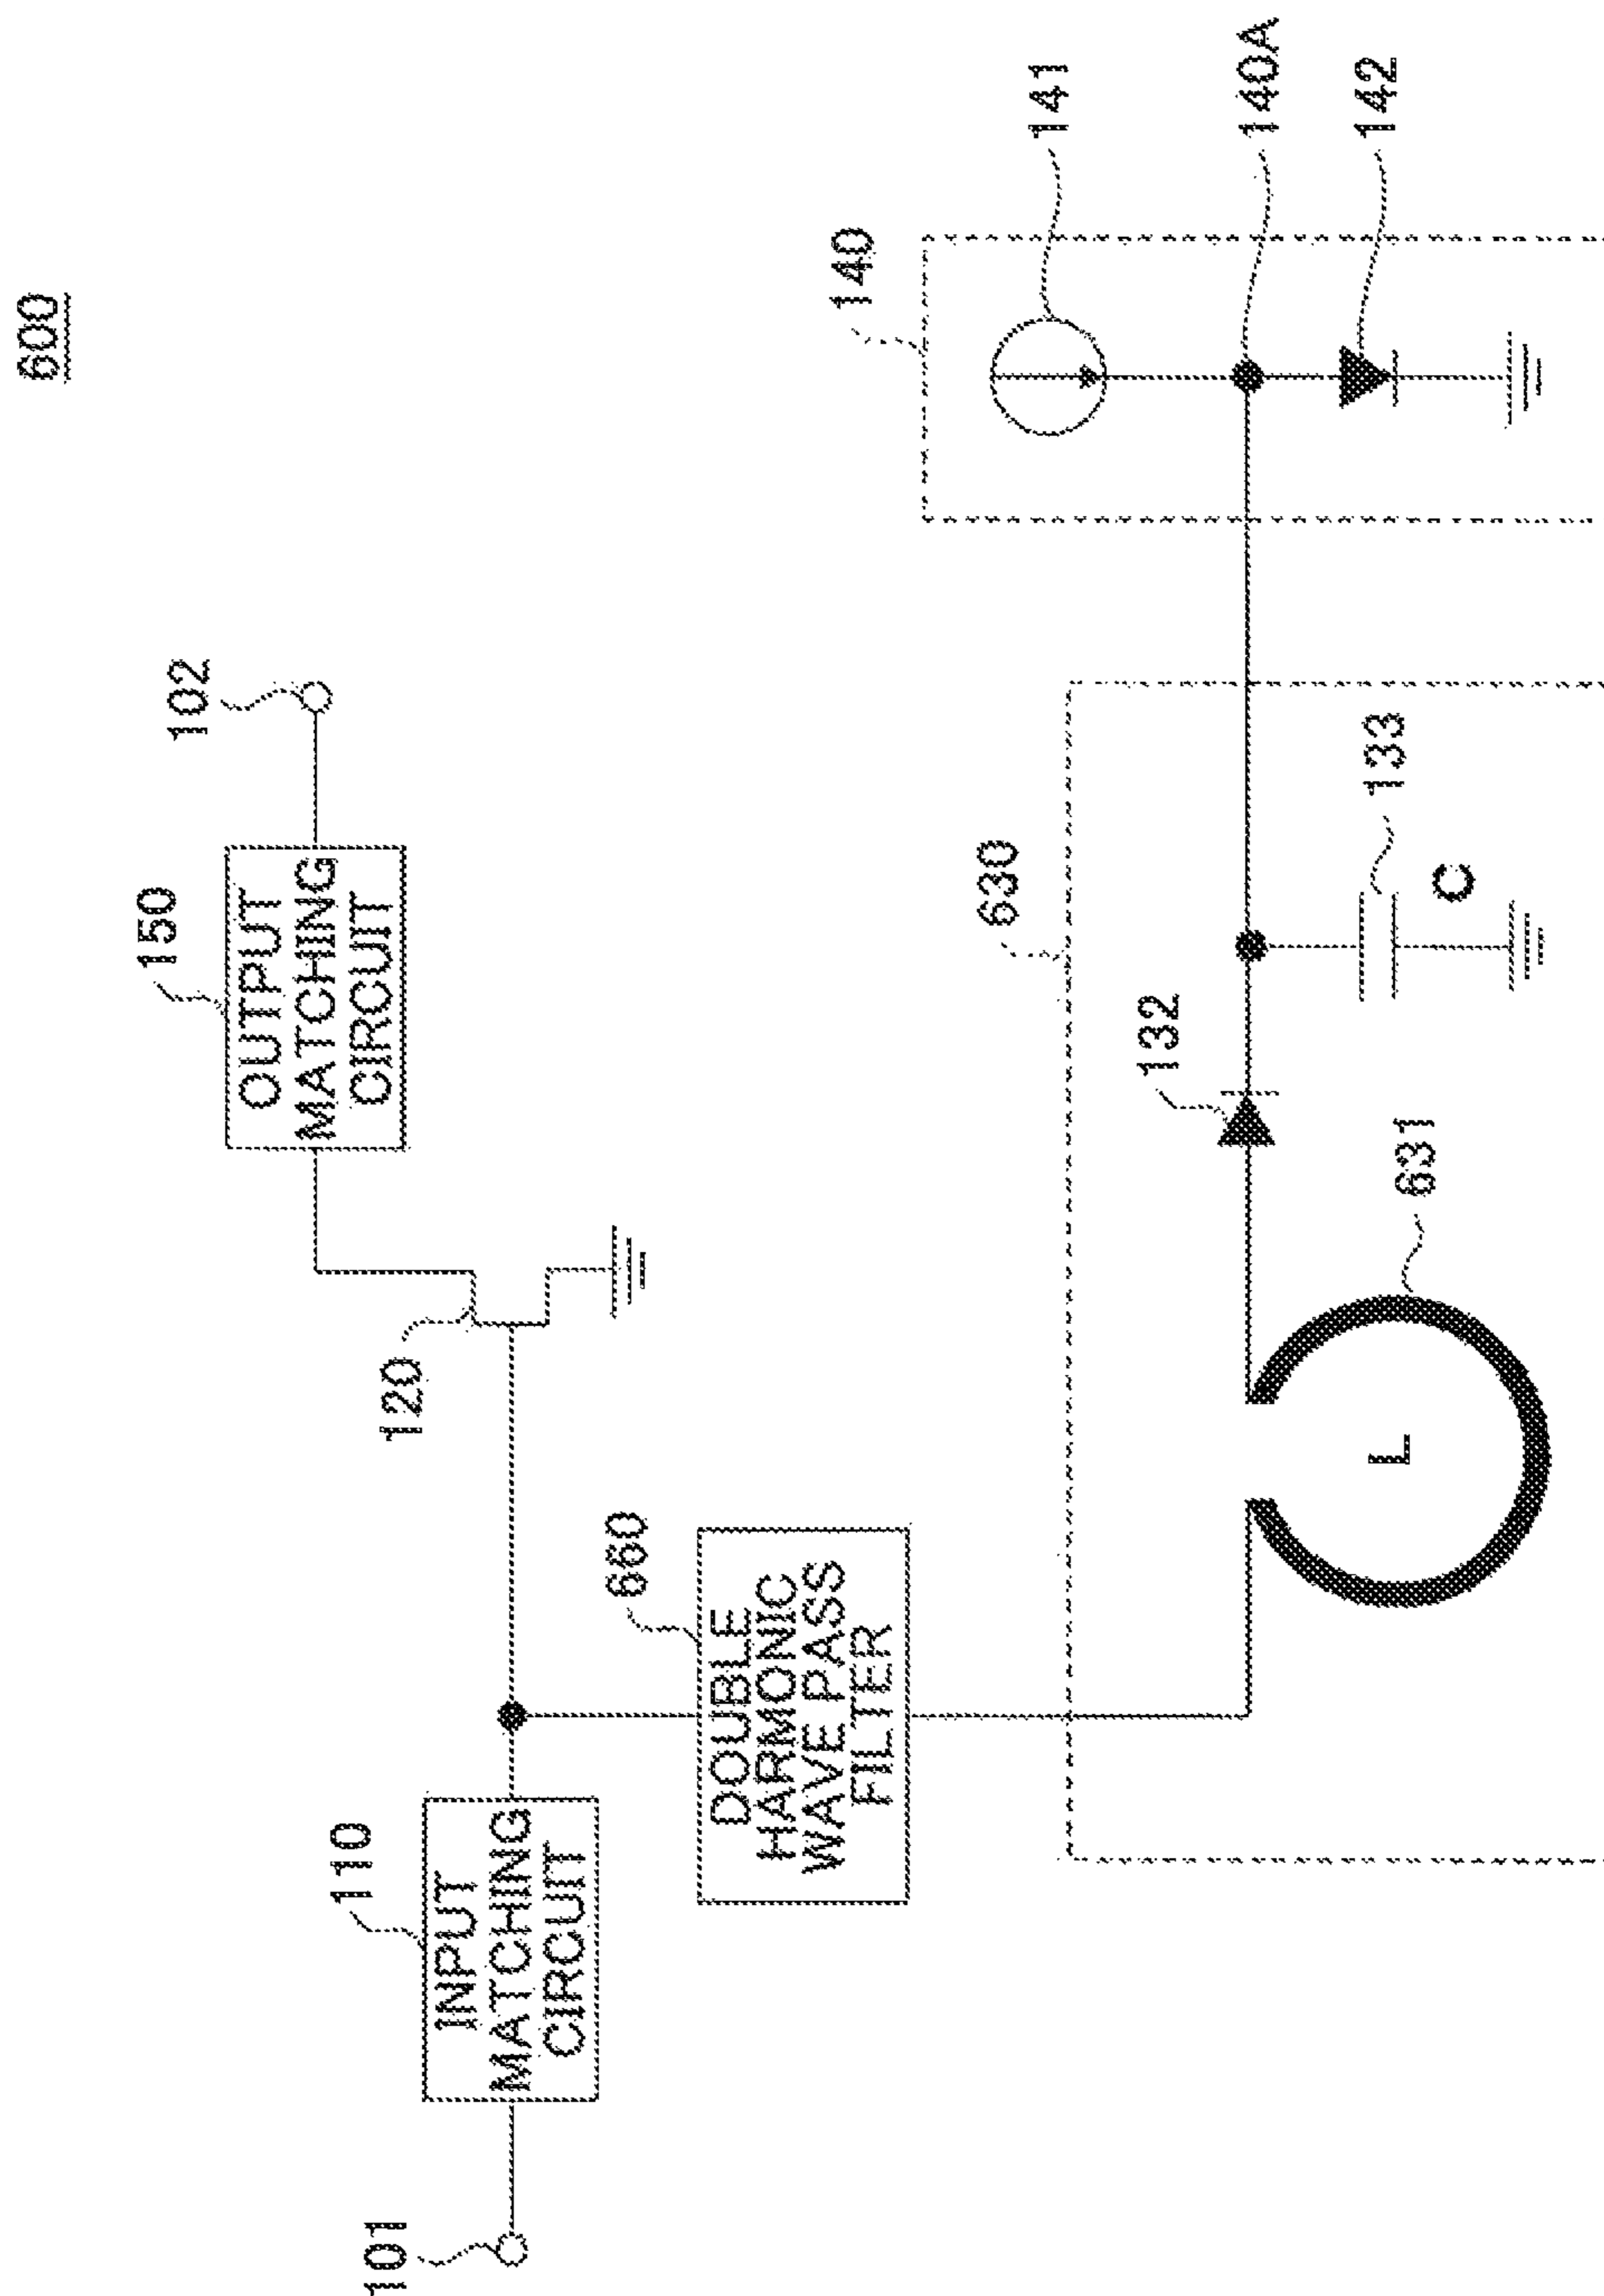 600
102
150
OUTPUT
MATCHING
CIRCUIT
120
110
INPUT
MATCHING
CIRCUIT
101
660
DOUBLE
HARMONIC
WAVE PASS
FILTER
140
141
140A
142
630
132
133
C
631
L